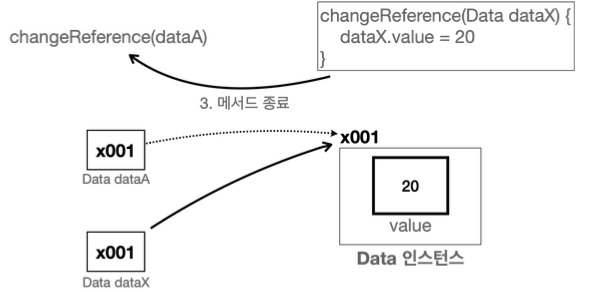 changeReference(dataA)
changeReference(Data dataX) {
dataX.value = 20
}
3. 메서드 종료
x001
Data dataA
x001
20
value
Data 인스턴스
x001
Data dataX